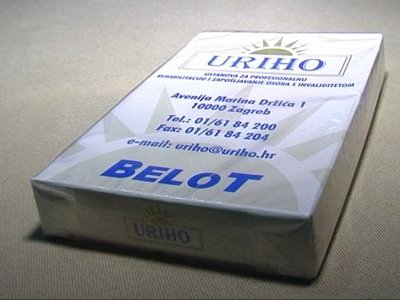 URIHO
USTANOVA ZA PROFESIONALNU
REHABILITACIJU I ZAPOŠLJAVANJE OSOBA S INVALIDITETOM
Avenija Marina Držića 1
10000 Zagreb
Tel.: 01/61 84 200
Fax: 01/61 84 204
e-mail: uriho@uriho.hr
BELOT
URIHO